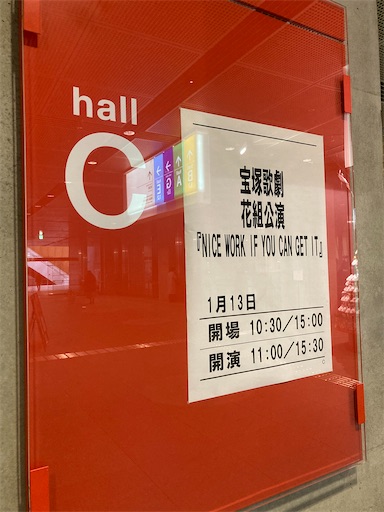 hall
C
宝塚歌劇
花組公演
『NICE WORK IF YOU CAN GET IT』
1月13日
開場 10:30／15:00
開演 11:00／15:30